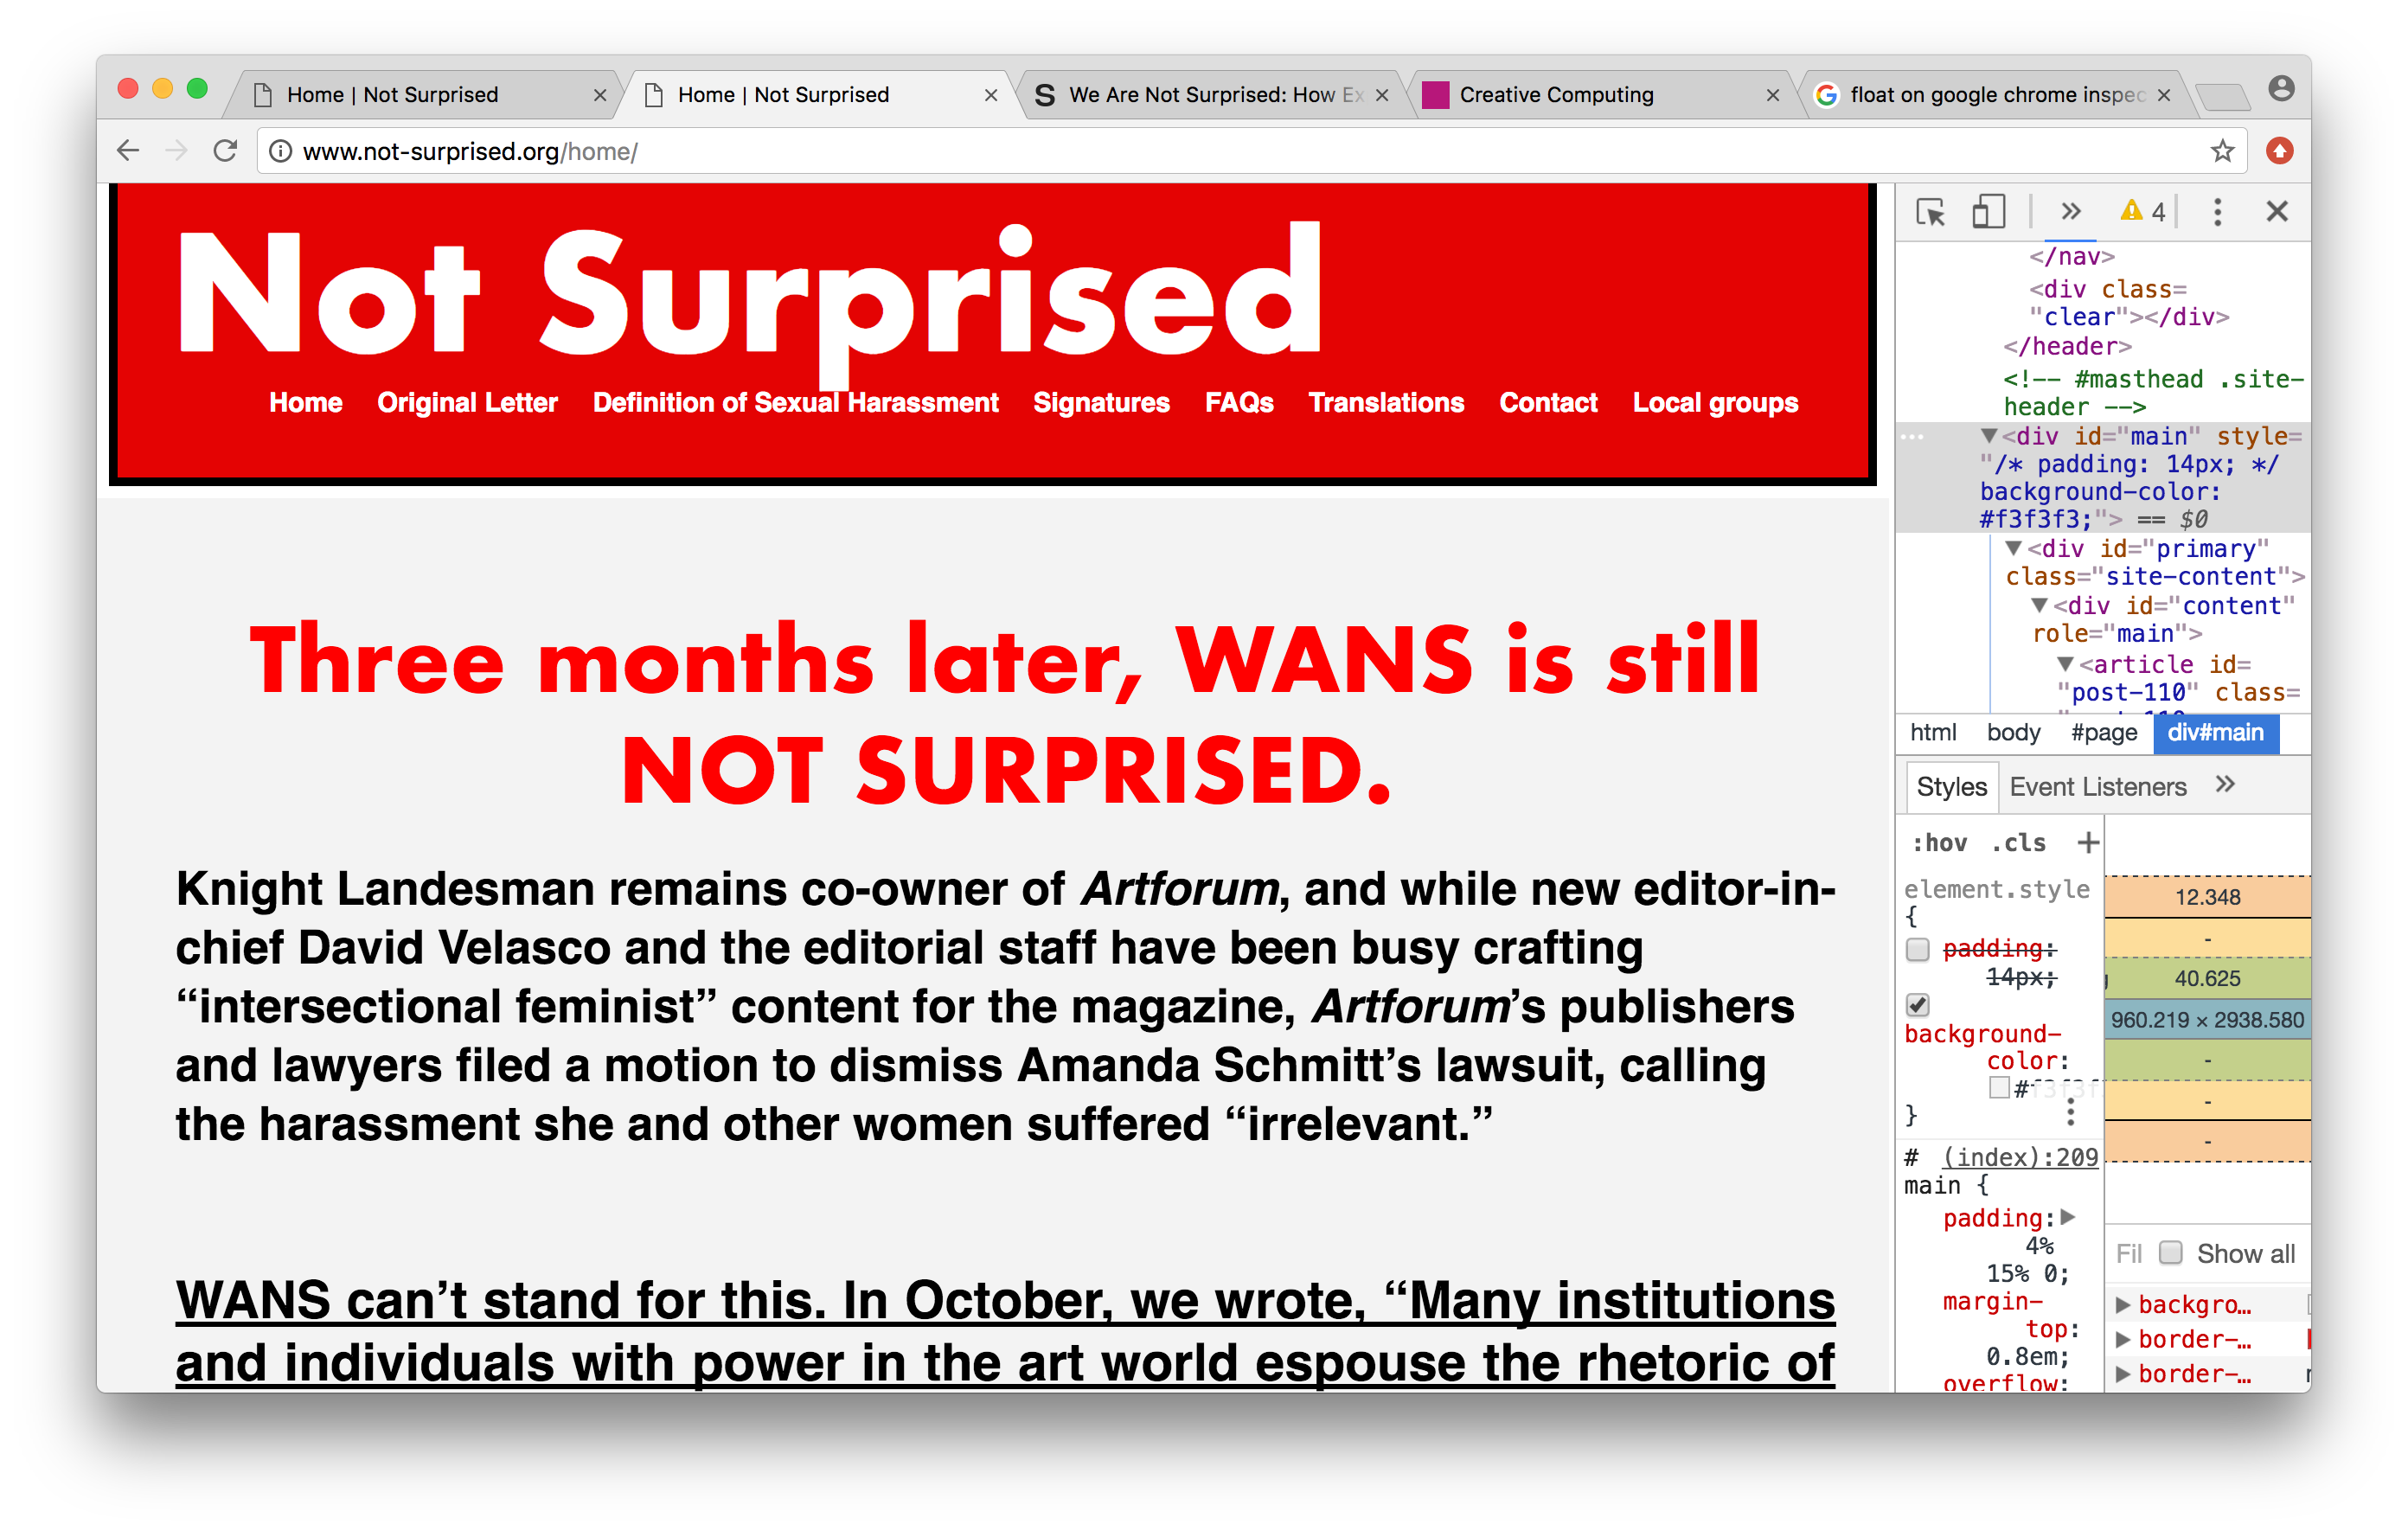 Home | Not Surprised
Home | Not Surprised
We Are Not Surprised: How Ex
Creative Computing
float on google chrome inspec
www.not-surprised.org/home/
Not Surprised
Home Original Letter Definition of Sexual Harassment Signatures FAQs Translations Contact Local groups
Three months later, WANS is still
NOT SURPRISED.
Knight Landesman remains co-owner of Artforum, and while new editor-in-
chief David Velasco and the editorial staff have been busy crafting
“intersectional feminist” content for the magazine, Artforum’s publishers
and lawyers filed a motion to dismiss Amanda Schmitt’s lawsuit, calling
the harassment she and other women suffered “irrelevant.”
WANS can’t stand for this. In October, we wrote, “Many institutions
and individuals with power in the art world espouse the rhetoric of
4
</nav>
<div class=
"clear"></div>
</header>
<!-- #masthead .site-
header -->
<div id="main" style=
"/* padding: 14px; */
background-color:
#f3f3f3;"> == $0
<div id="primary"
class="site-content">
<div id="content"
role="main">
<article id=
"post-110" class=
html body #page div#main
Styles Event Listeners
:hov .cls +
element.style
{
padding:
14px;
background-
color:
#f3f3f
}
# (index):209
main {
padding:
4%
15% 0;
margin-
top:
0.8em;
overflow:
12.348
-
40.625
960.219 × 2938.580
-
-
-
Fil Show all
backgro…
border-…
border-…